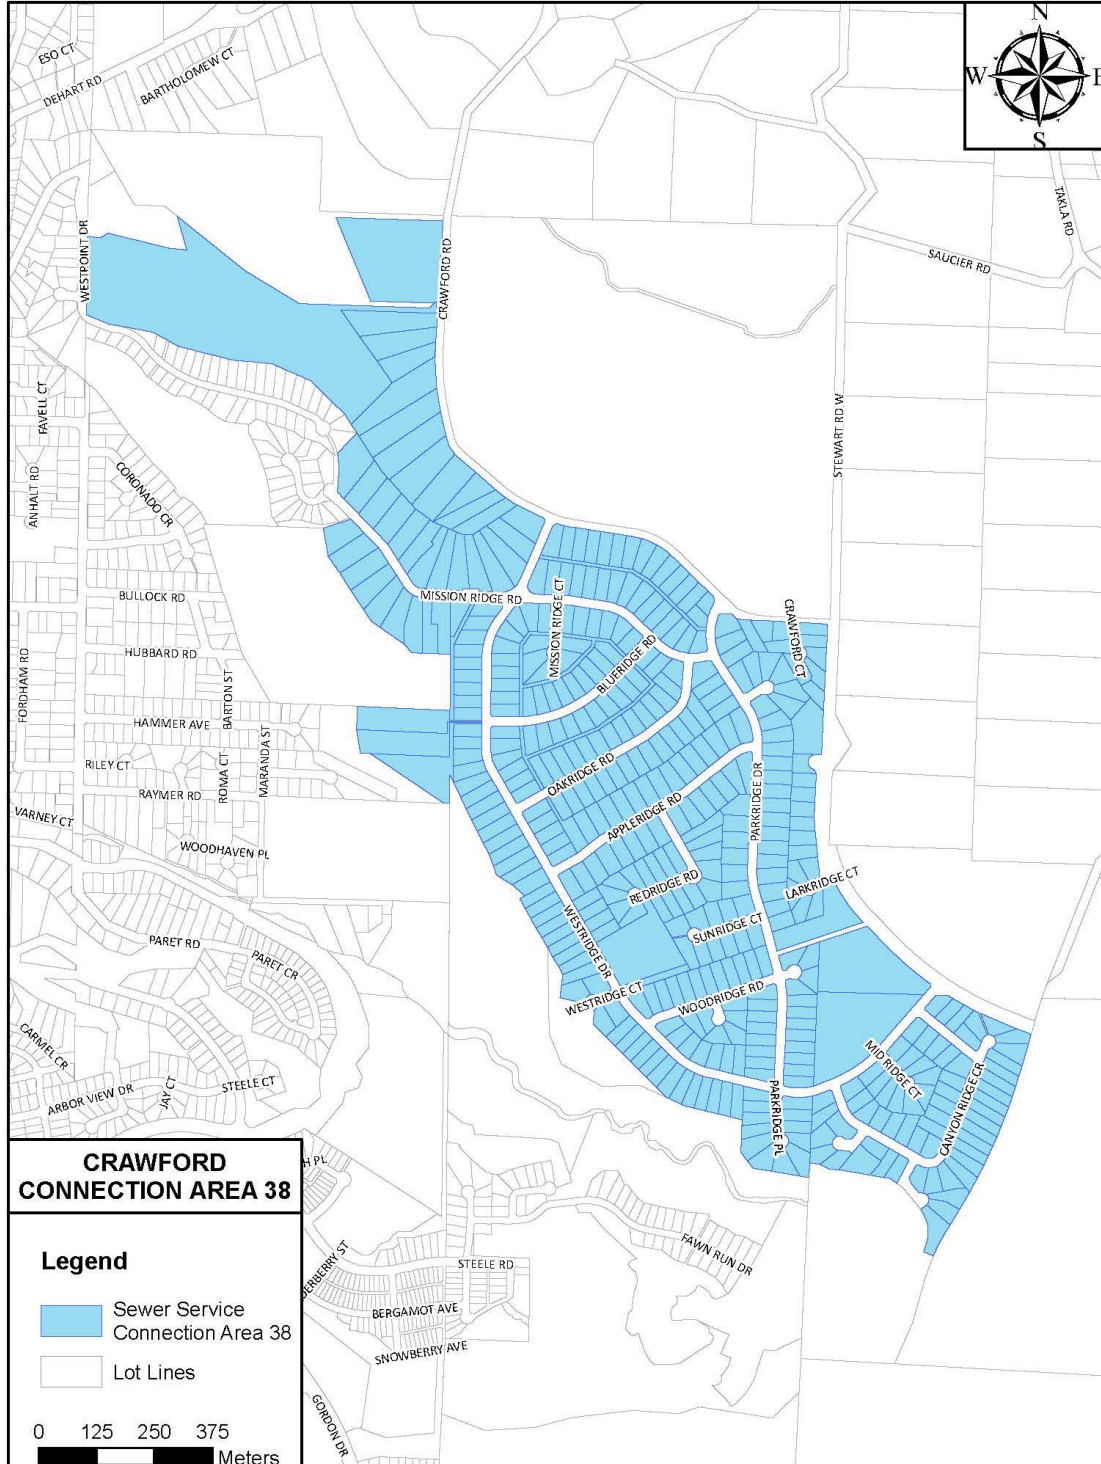 N
W
E
S
ESO CT
DEHART RD
BARTHOLOMEW CT
WESTPOINT DR
CRAWFORD RD
TAKLA RD
SAUCIER RD
STEWART RD W
FAVELL CT
ANHALT RD
CORONADO CR
BULLOCK RD
HUBBARD RD
FORDHAM RD
BARTON ST
HAMMER AVE
MARANDA ST
RILEY CT
ROMA CT
RAYMER RD
VARNEY CT
WOODHAVEN PL
MISSION RIDGE RD
MISSION RIDGE CT
BLUERIDGE RD
CRAWFORD CT
OAKRIDGE RD
APPLERIDGE RD
PARKRIDGE DR
REDRIDGE RD
LARKRIDGE CT
SUNRIDGE CT
WESTRIDGE DR
WESTRIDGE CT
WOODRIDGE RD
MID RIDGE CT
CANYON RIDGE CR
PARKRIDGE PL
PARET RD
PARET CR
CARMEL CR
ARBOR VIEW DR
JAY CT
STEELE CT
H PL
DERBERRY ST
STEELE RD
FAWN RUN DR
BERGAMOT AVE
SNOWBERRY AVE
GORDON DR
CRAWFORD
CONNECTION AREA 38
Legend
Sewer Service
Connection Area 38
Lot Lines
0 125 250 375
Meters